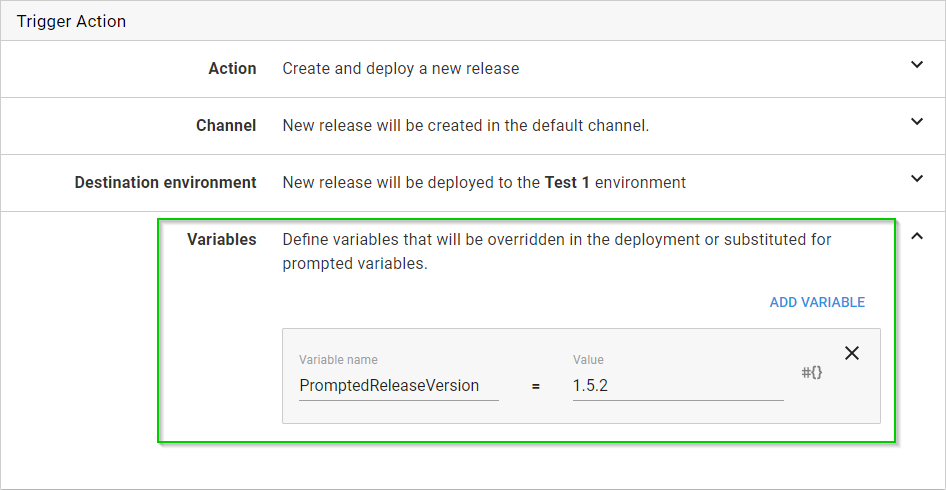 Trigger Action
Action Create and deploy a new release
Channel New release will be created in the default channel.
Destination environment New release will be deployed to the Test 1 environment
Variables Define variables that will be overridden in the deployment or substituted for
prompted variables.
ADD VARIABLE
Variable name Value
PromptedReleaseVersion = 1.5.2 #{}